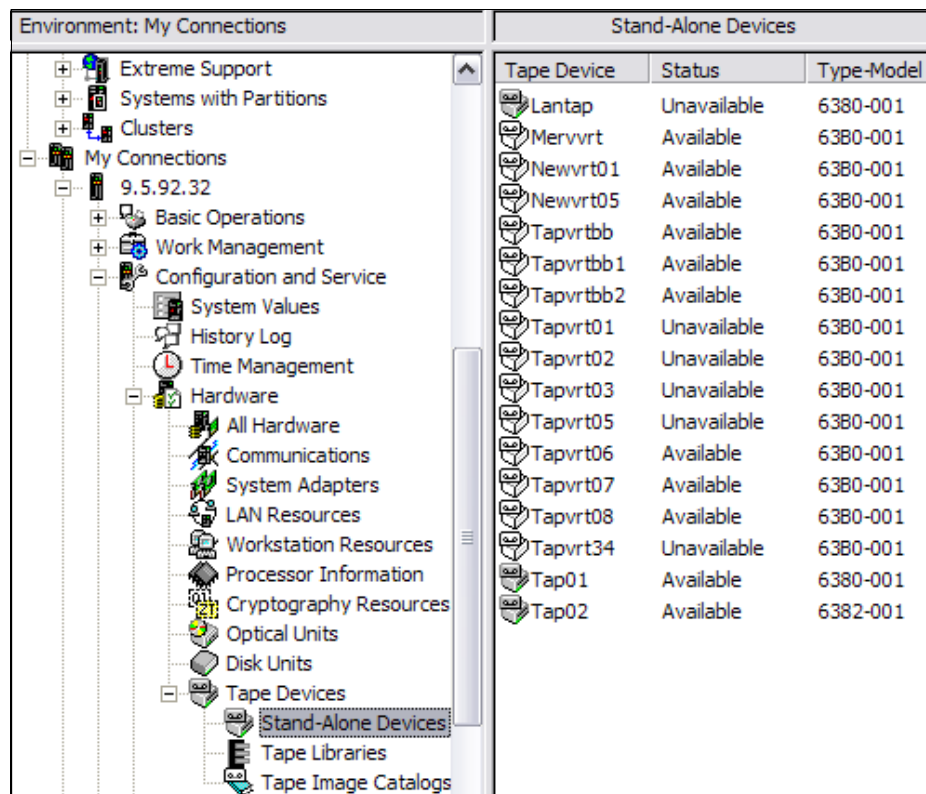 Environment: My Connections
Extreme Support
Systems with Partitions
Clusters
My Connections
9.5.92.32
Basic Operations
Work Management
Configuration and Service
System Values
History Log
Time Management
Hardware
All Hardware
Communications
System Adapters
LAN Resources
Workstation Resources
Processor Information
Cryptography Resources
Optical Units
Disk Units
Tape Devices
Stand-Alone Devices
Tape Libraries
Tape Image Catalogs
Stand-Alone Devices
Tape Device Status Type-Model
Lantap Unavailable 6380-001
Mervvrt Available 63B0-001
Newvrt01 Available 63B0-001
Newvrt05 Available 63B0-001
Tapvrtbb Available 63B0-001
Tapvrtbb1 Available 63B0-001
Tapvrtbb2 Available 63B0-001
Tapvrt01 Unavailable 63B0-001
Tapvrt02 Unavailable 63B0-001
Tapvrt03 Unavailable 63B0-001
Tapvrt05 Unavailable 63B0-001
Tapvrt06 Available 63B0-001
Tapvrt07 Available 63B0-001
Tapvrt08 Available 63B0-001
Tapvrt34 Unavailable 63B0-001
Tap01 Available 6380-001
Tap02 Available 6382-001